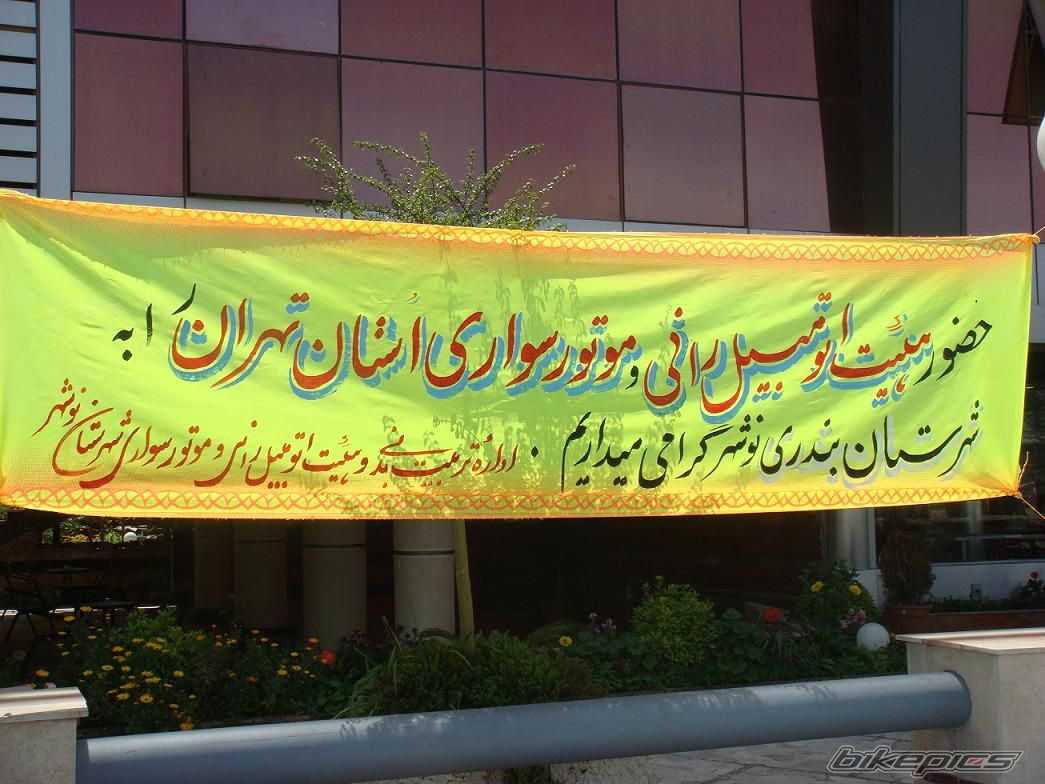 حضور هیئت اتومبیل رانی و موتورسواری استان تهران را به
شهرستان بندری نوشهر گرامی میداریم . اداره تربیت بدنی و هیئت اتومبیل رانی و موتورسواری شهرستان نوشهر
bikepics